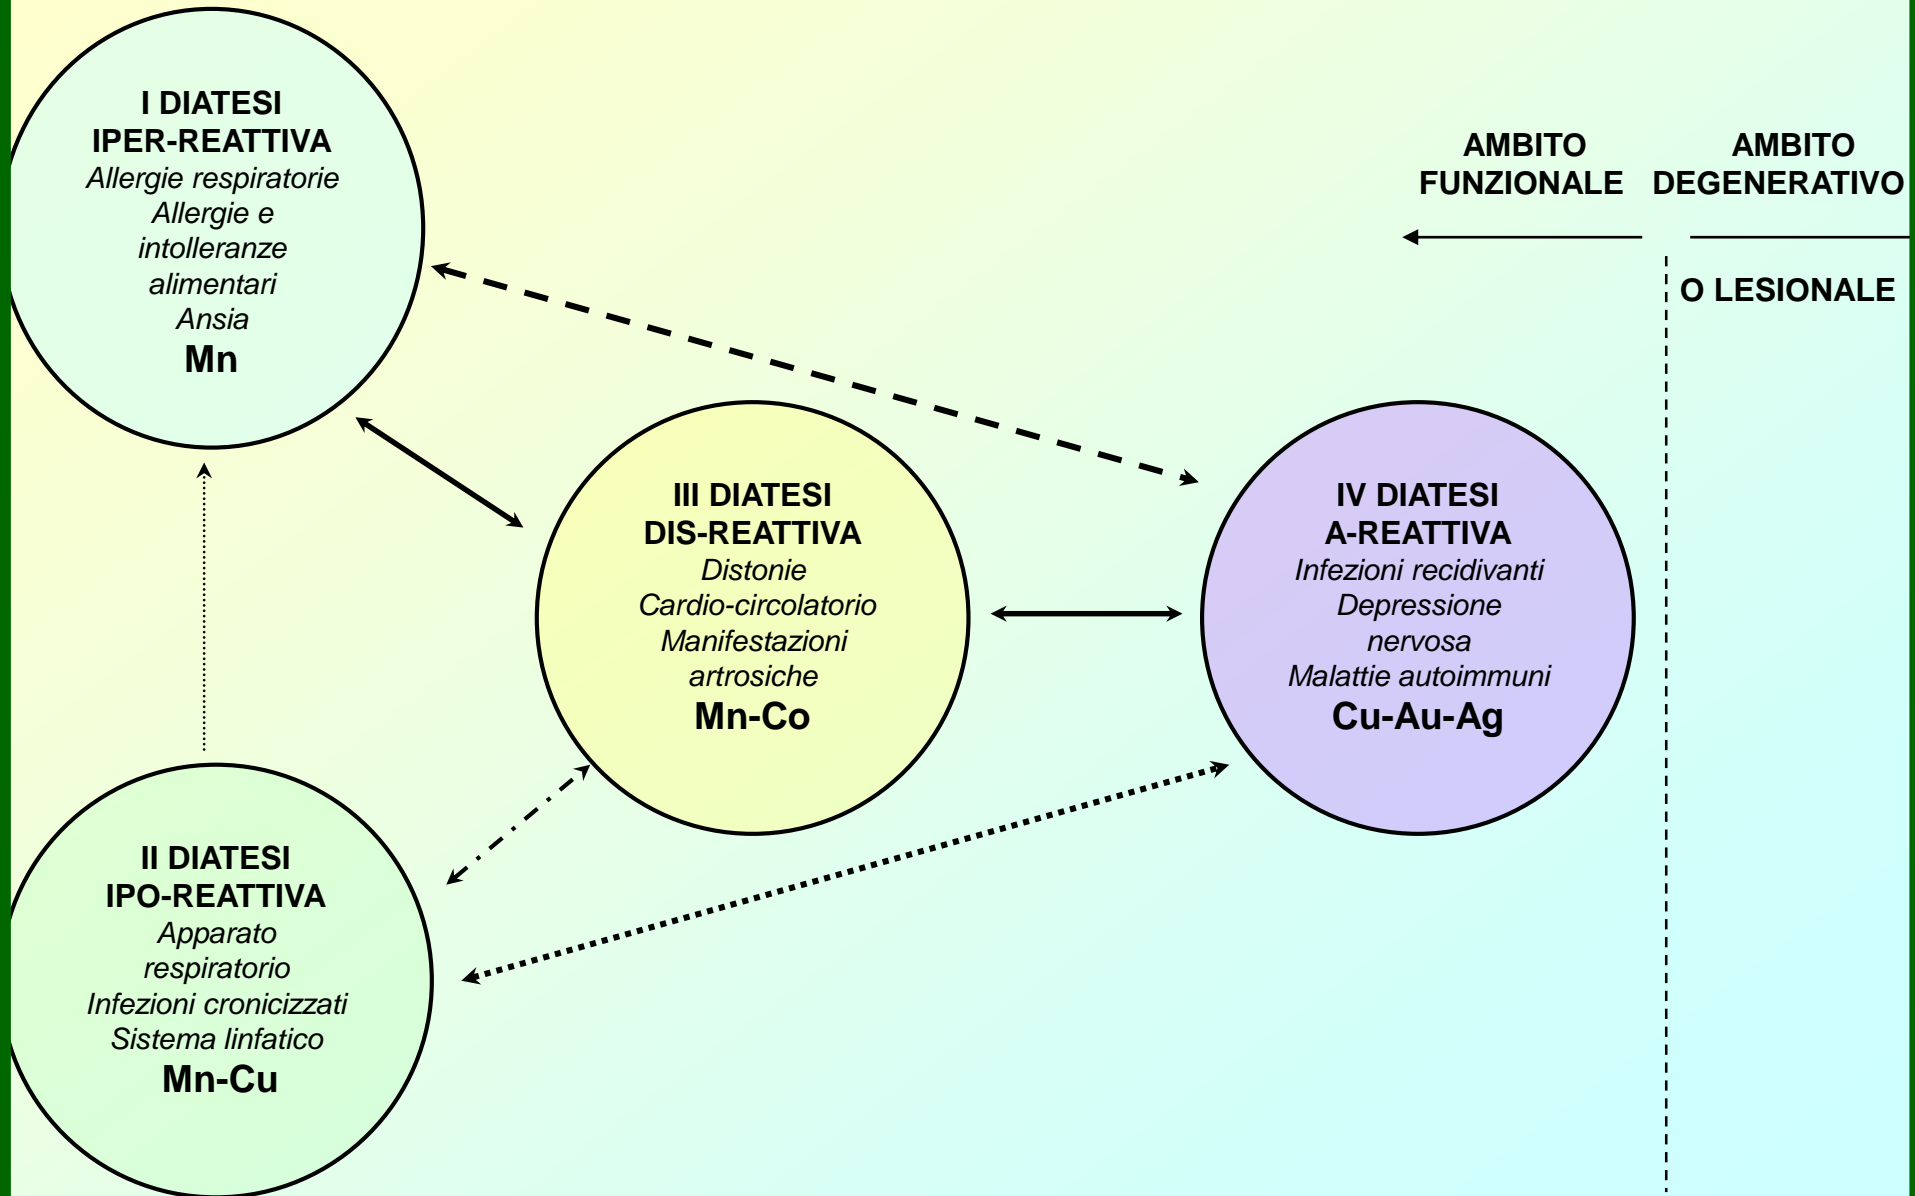 I DIATESI
IPER-REATTIVA
Allergie respiratorie
Allergie e
intolleranze
alimentari
Ansia
Mn
AMBITO
FUNZIONALE
AMBITO
DEGENERATIVO
O LESIONALE
III DIATESI
DIS-REATTIVA
Distonie
Cardio-circolatorio
Manifestazioni
artrosiche
Mn-Co
IV DIATESI
A-REATTIVA
Infezioni recidivanti
Depressione
nervosa
Malattie autoimmuni
Cu-Au-Ag
II DIATESI
IPO-REATTIVA
Apparato
respiratorio
Infezioni cronicizzati
Sistema linfatico
Mn-Cu